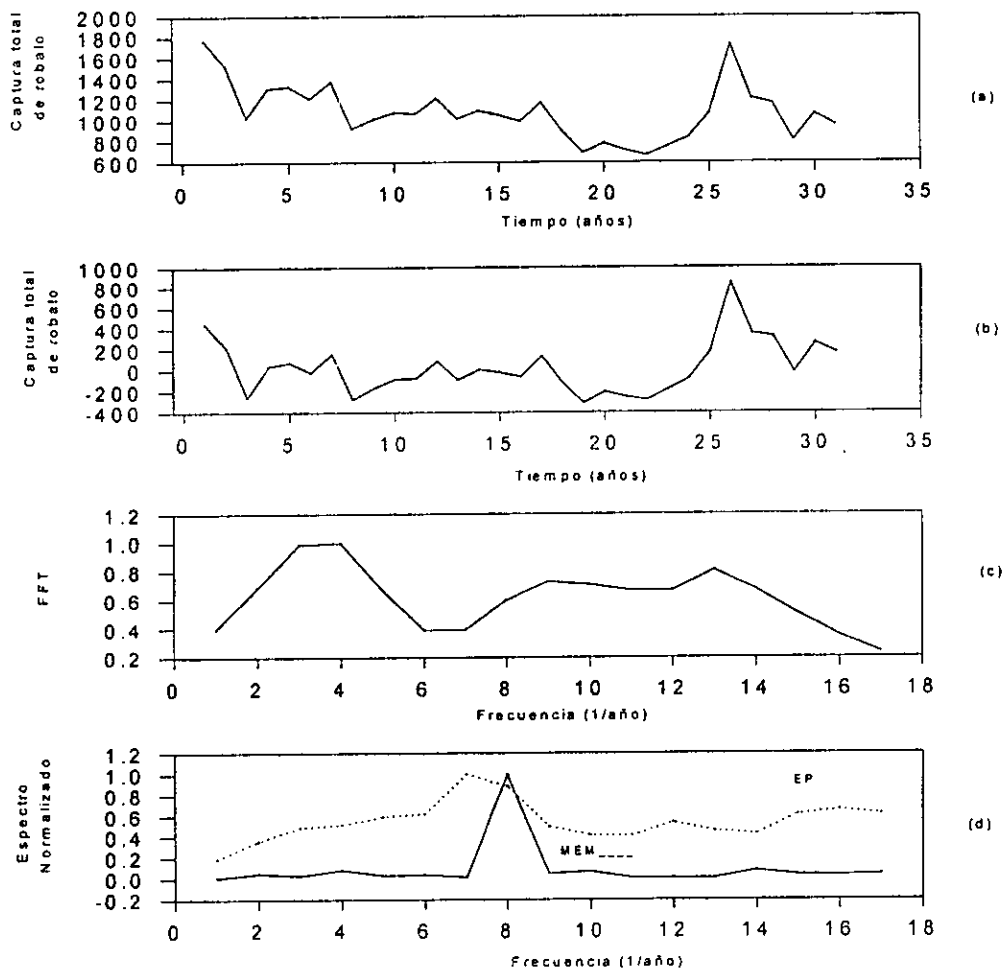 Captura total
de robalo
2000
1800
1600
1400
1200
1000
800
600
0 5 10 15 20 25 30 35
Tiempo (años)
(a)
Captura total
de robalo
1000
800
600
400
200
0
-200
-400
0 5 10 15 20 25 30 35
Tiempo (años)
(b)
FFT
1.2
1.0
0.8
0.6
0.4
0.2
0 2 4 6 8 10 12 14 16 18
Frecuencia (1/año)
(c)
Espectro
Normalizado
1.2
1.0
0.8
0.6
0.4
0.2
0.0
-0.2
EP
MEM____
0 2 4 6 8 10 12 14 16 18
Frecuencia (1/año)
(d)